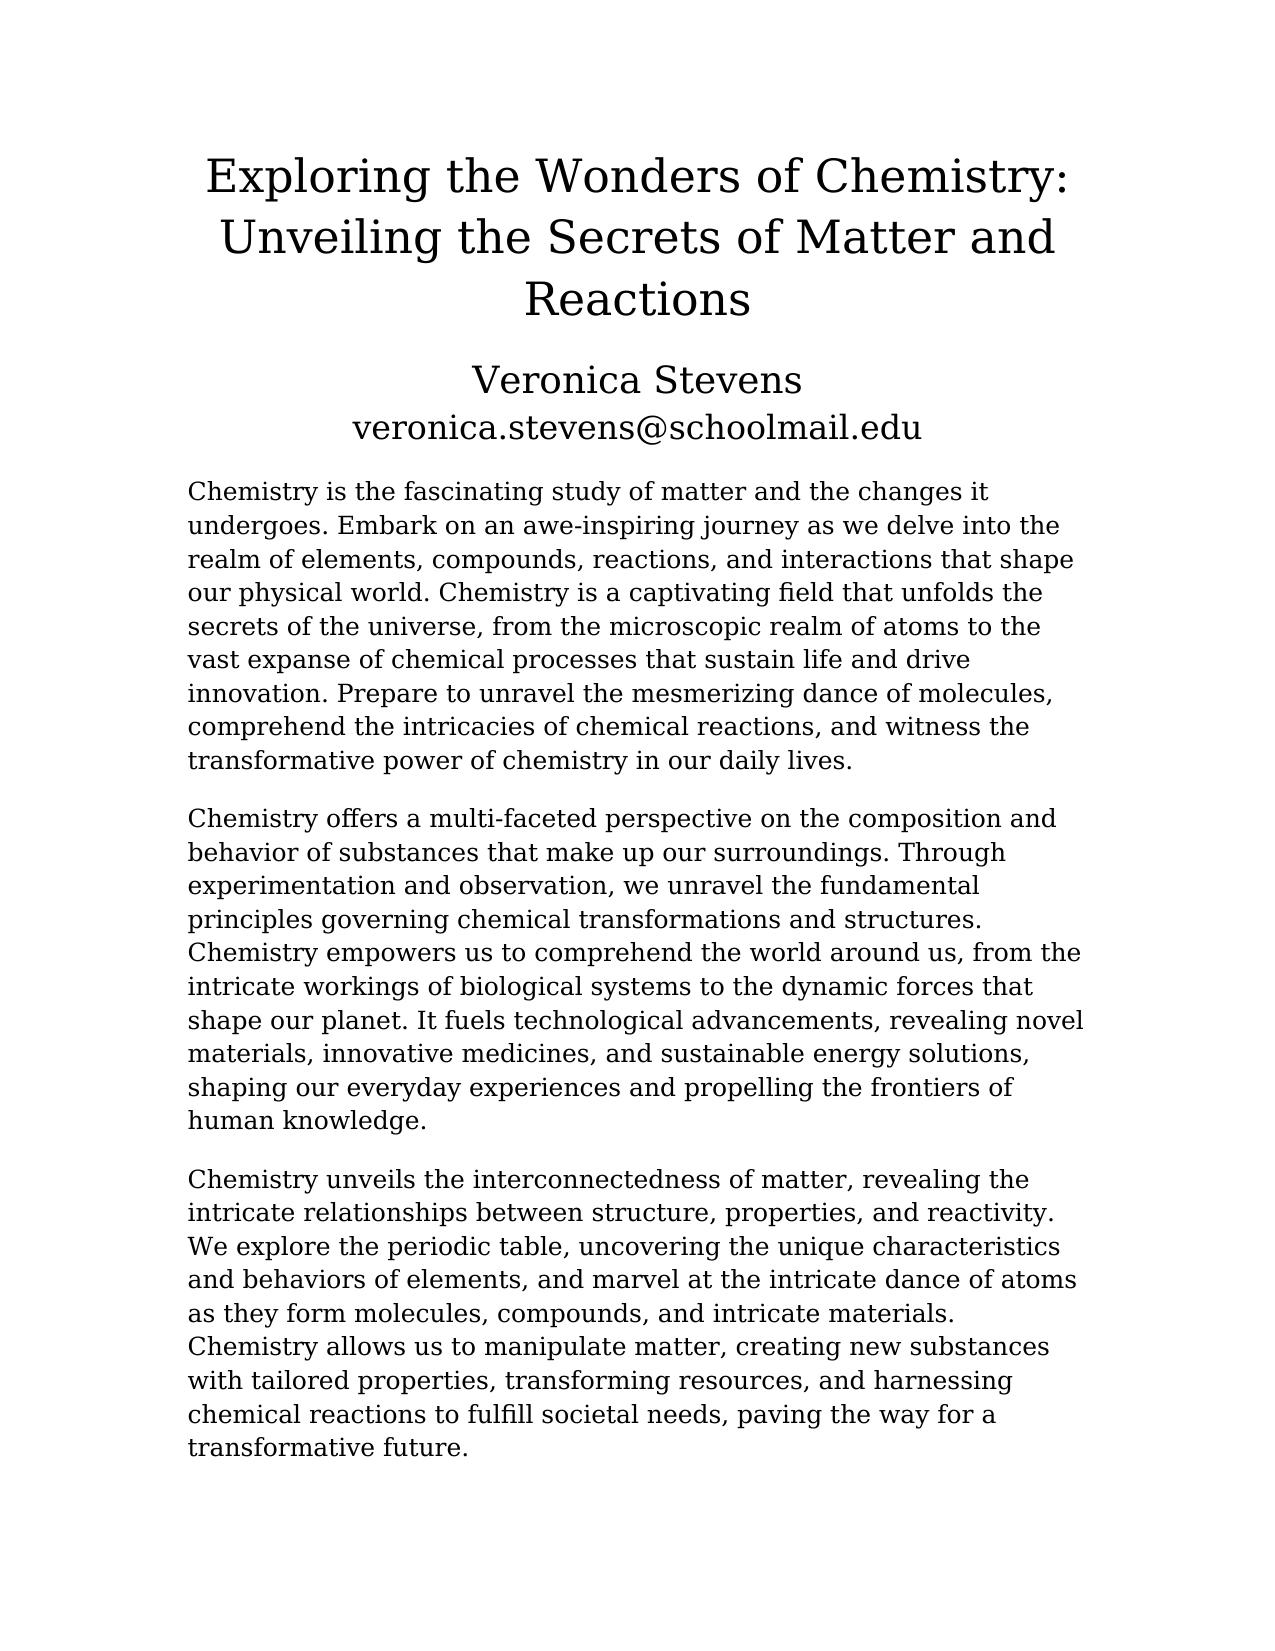 Exploring the Wonders of Chemistry:
Unveiling the Secrets of Matter and
Reactions
Veronica Stevens
veronica.stevens@schoolmail.edu
Chemistry is the fascinating study of matter and the changes it
undergoes. Embark on an awe-inspiring journey as we delve into the
realm of elements, compounds, reactions, and interactions that shape
our physical world. Chemistry is a captivating field that unfolds the
secrets of the universe, from the microscopic realm of atoms to the
vast expanse of chemical processes that sustain life and drive
innovation. Prepare to unravel the mesmerizing dance of molecules,
comprehend the intricacies of chemical reactions, and witness the
transformative power of chemistry in our daily lives.
Chemistry offers a multi-faceted perspective on the composition and
behavior of substances that make up our surroundings. Through
experimentation and observation, we unravel the fundamental
principles governing chemical transformations and structures.
Chemistry empowers us to comprehend the world around us, from the
intricate workings of biological systems to the dynamic forces that
shape our planet. It fuels technological advancements, revealing novel
materials, innovative medicines, and sustainable energy solutions,
shaping our everyday experiences and propelling the frontiers of
human knowledge.
Chemistry unveils the interconnectedness of matter, revealing the
intricate relationships between structure, properties, and reactivity.
We explore the periodic table, uncovering the unique characteristics
and behaviors of elements, and marvel at the intricate dance of atoms
as they form molecules, compounds, and intricate materials.
Chemistry allows us to manipulate matter, creating new substances
with tailored properties, transforming resources, and harnessing
chemical reactions to fulfill societal needs, paving the way for a
transformative future.